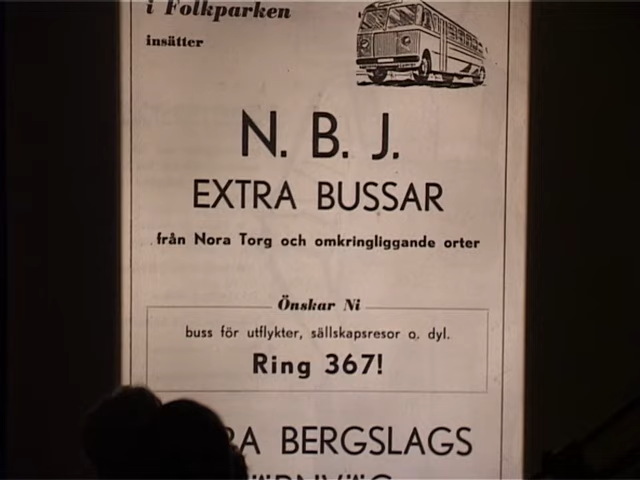 i Folkparken
insätter
N. B. J.
EXTRA BUSSAR
från Nora Torg och omkringliggande orter
Önskar Ni
buss för utflykter, sällskapsresor o. dyl.
Ring 367!
BERGSLAGS